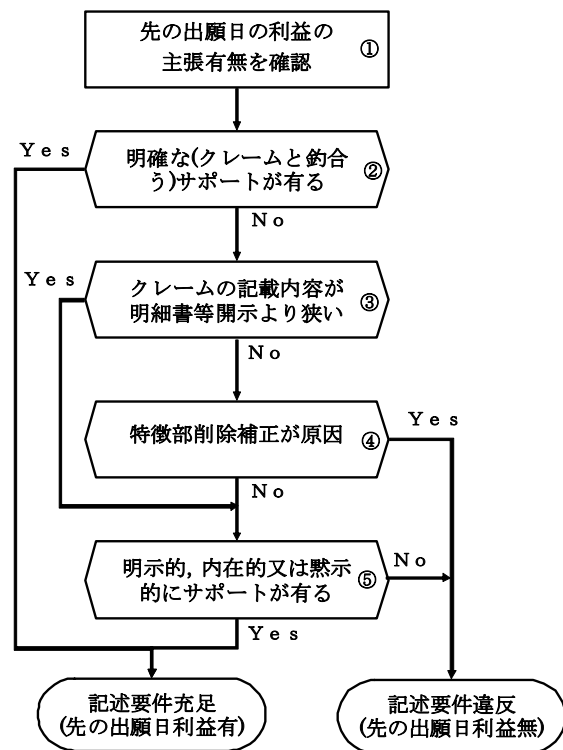 先の出願日の利益の
主張有無を確認
①
Yes
明確な(クレームと釣合
う)サポートが有る
②
No
Yes
クレームの記載内容が
明細書等開示より狭い
③
No
特徴部削除補正が原因
④
Yes
No
明示的，内在的又は黙示
的にサポートが有る
⑤
No
Yes
記述要件充足
(先の出願日利益有)
記述要件違反
(先の出願日利益無)